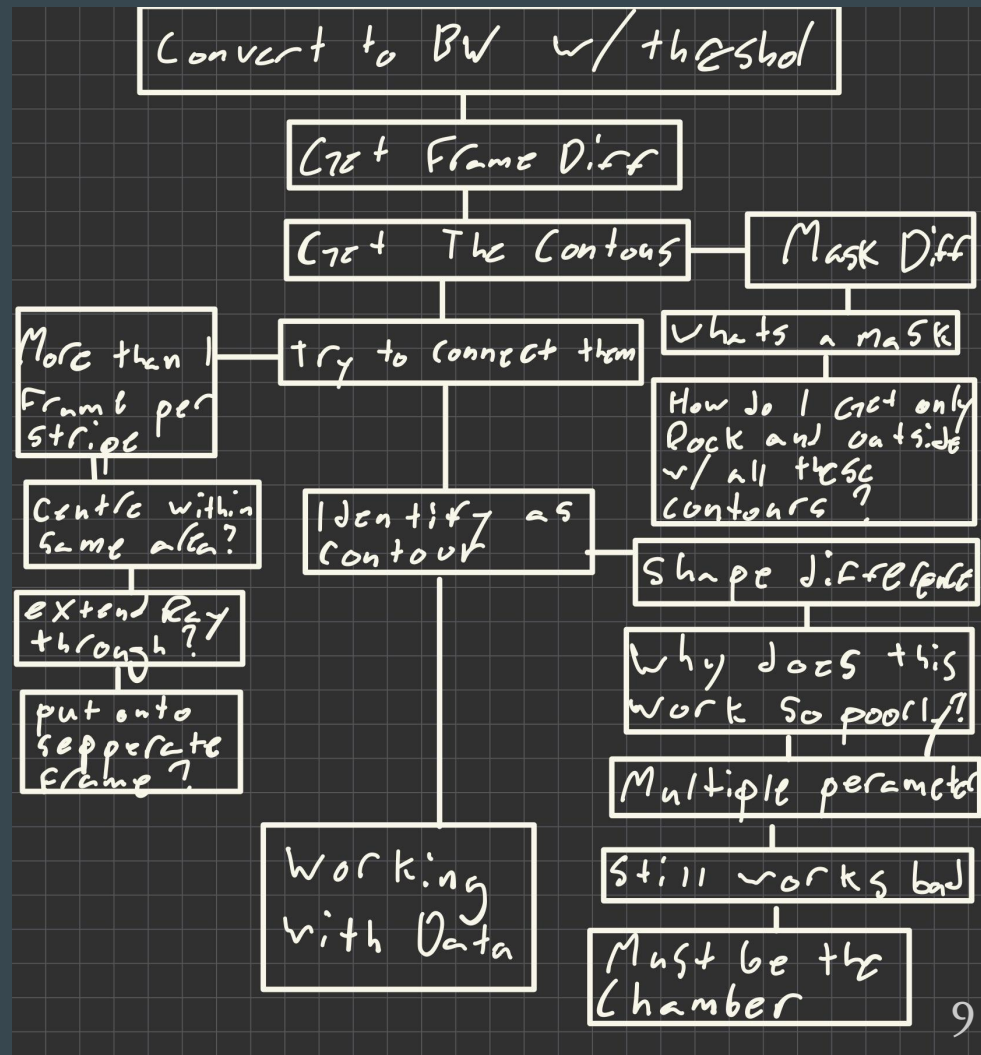 Convert to BW w/ threshol
Get Frame Diff
Get The Contous
Mask Diff
Whats a mask
How do I Get only
Rock and outside
w/ all these
contours?
Try to connect them
More than 1
Frame per
stripe
Centre within
same area?
extend Ray
through?
put onto
sepperate
frame?
Identify as
contour
Shape difference
Why does this
work so poorly?
Multiple perameter
Still works bad
Must be the
Chamber
Working
with Data
9